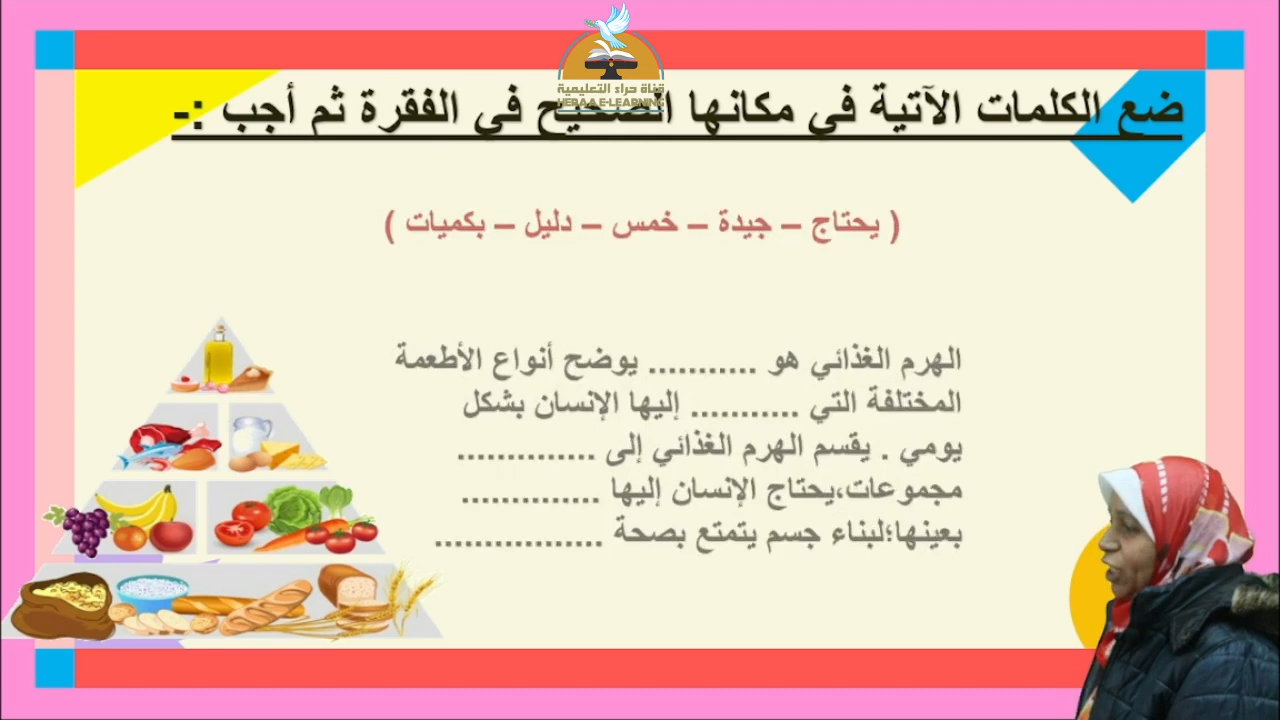 قناة حراء التعليمية
HERAA E-LEARNING
ضع الكلمات الآتية في مكانها الصحيح في الفقرة ثم أجب :-
( يحتاج – جيدة – خمس – دليل – بكميات )
الهرم الغذائي هو ........... يوضح أنواع الأطعمة
المختلفة التي ........... إليها الإنسان بشكل
يومي . يقسم الهرم الغذائي إلى ..............
مجموعات،يحتاج الإنسان إليها ..............
بعينها؛لبناء جسم يتمتع بصحة .................